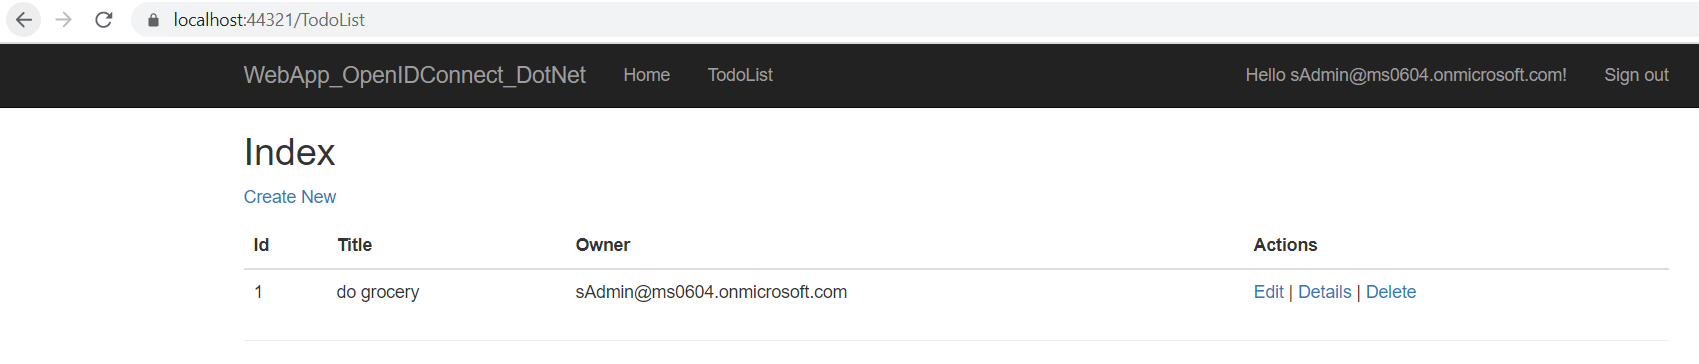 localhost:44321/TodoList
WebApp_OpenIDConnect_DotNet Home TodoList Hello sAdmin@ms0604.onmicrosoft.com! Sign out
Index
Create New
Id Title Owner Actions
1 do grocery sAdmin@ms0604.onmicrosoft.com Edit | Details | Delete